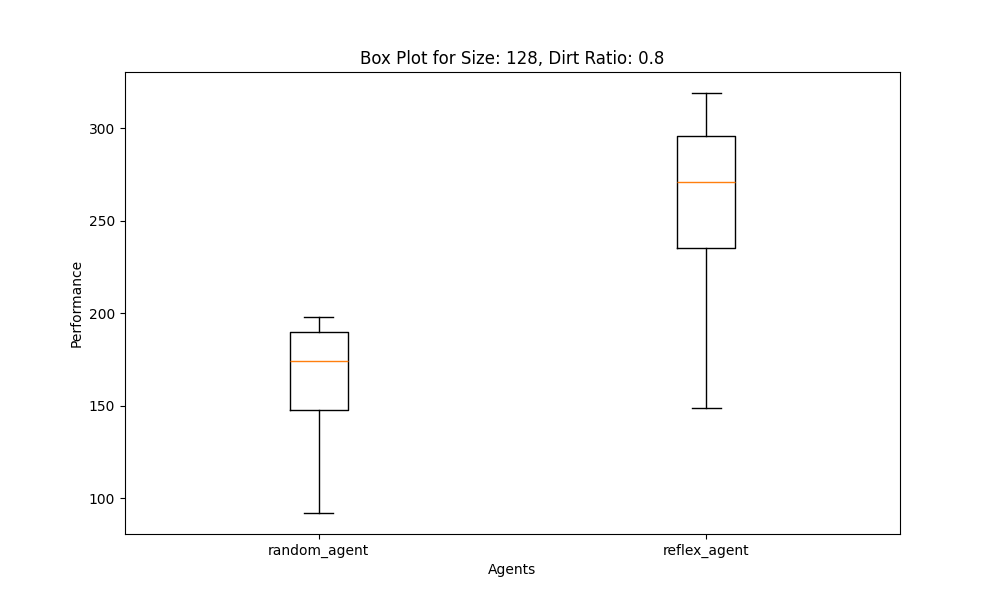 Box Plot for Size: 128, Dirt Ratio: 0.8
300
250
200
150
100
Performance
random_agent
reflex_agent
Agents